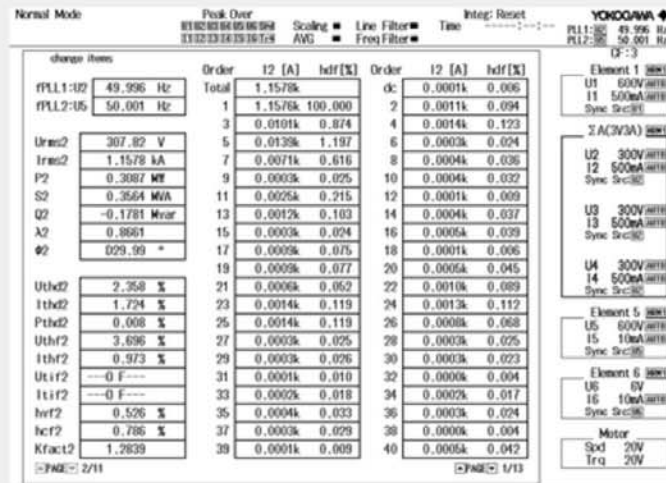 Normal Mode
Peak Over
Scaling
AVG
Line Filter
Freq Filter
Time
Integ: Reset
YOKOGAWA
PLL1:U2 49.996 Hz
PLL2:U5 50.001 Hz
change items
CF:3
fPLL1:U2 49.996 Hz
fPLL2:U5 50.001 Hz
Urms2 307.82 V
Irms2 1.1578 kA
P2 0.3087 MW
S2 0.3564 MVA
Q2 -0.1781 Mvar
λ2 0.8661
Φ2 D29.99 °
Uthd2 2.358 %
Ithd2 1.724 %
Pthd2 0.008 %
Uthf2 3.696 %
Ithf2 0.973 %
Utif2 ---O F---
Itif2 ---O F---
hvf2 0.526 %
hcf2 0.786 %
Kfact2 1.2839
PAGE 2/11
Order I2 [A] hdf[%] Order I2 [A] hdf[%]
Total 1.1578k dc 0.0001k 0.006
1 1.1576k 100.000 2 0.0011k 0.094
3 0.0101k 0.874 4 0.0014k 0.123
5 0.0139k 1.197 6 0.0003k 0.024
7 0.0071k 0.616 8 0.0004k 0.036
9 0.0003k 0.025 10 0.0004k 0.032
11 0.0025k 0.215 12 0.0001k 0.009
13 0.0012k 0.103 14 0.0004k 0.037
15 0.0003k 0.024 16 0.0005k 0.039
17 0.0009k 0.075 18 0.0001k 0.006
19 0.0009k 0.077 20 0.0005k 0.045
21 0.0006k 0.052 22 0.0010k 0.089
23 0.0014k 0.119 24 0.0013k 0.112
25 0.0014k 0.119 26 0.0008k 0.068
27 0.0003k 0.025 28 0.0003k 0.025
29 0.0003k 0.026 30 0.0003k 0.023
31 0.0001k 0.010 32 0.0000k 0.004
33 0.0002k 0.018 34 0.0002k 0.017
35 0.0004k 0.033 36 0.0003k 0.024
37 0.0003k 0.029 38 0.0000k 0.004
39 0.0001k 0.009 40 0.0005k 0.042
PAGE 1/13
Element 1
U1 600V
I1 500mA
Sync Src:
ΣA(3V3A)
U2 300V
I2 500mA
Sync Src:
U3 300V
I3 500mA
Sync Src:
U4 300V
I4 500mA
Sync Src:
Element 5
U5 600V
I5 10mA
Sync Src:
Element 6
U6 6V
I6 10mA
Sync Src:
Motor
Spd 20V
Trq 20V